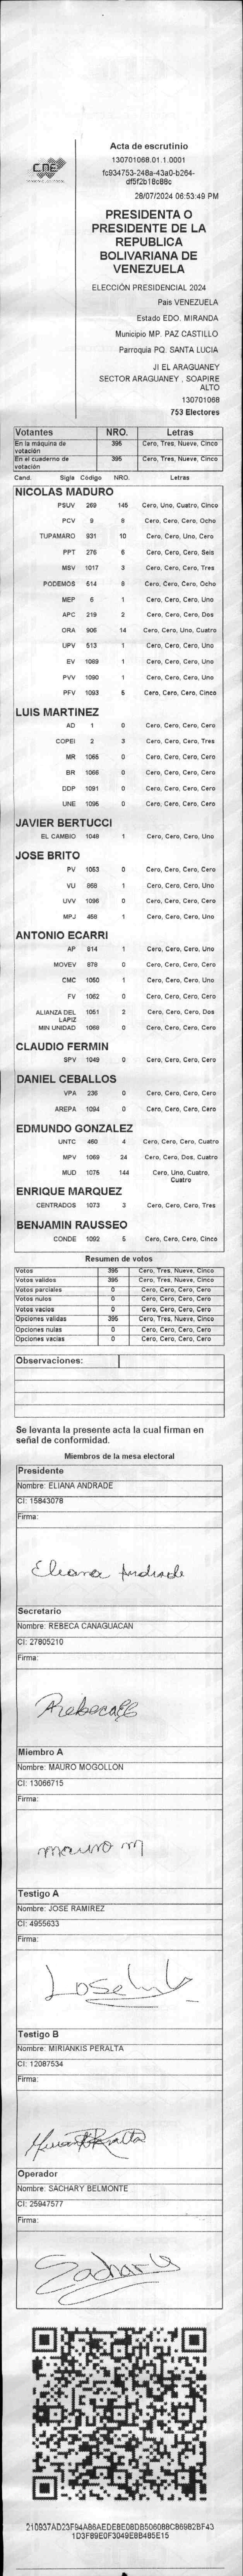 CNE
Acta de escrutinio
130701068.01.1.0001
fc934753-248a-43a0-b264-
df5f2b18c88c
28/07/2024 06:53:49 PM
PRESIDENTA O
PRESIDENTE DE LA
REPUBLICA
BOLIVARIANA DE
VENEZUELA
ELECCIÓN PRESIDENCIAL 2024
Pais VENEZUELA
Estado EDO. MIRANDA
Municipio MP. PAZ CASTILLO
Parroquia PQ. SANTA LUCIA
JI EL ARAGUANEY
SECTOR ARAGUANEY , SOAPIRE
ALTO
130701068
753 Electores
Votantes NRO. Letras
En la máquina de votación 395 Cero, Tres, Nueve, Cinco
En el cuaderno de votación 395 Cero, Tres, Nueve, Cinco
Cand. Sigla Código NRO. Letras
NICOLAS MADURO
PSUV 269 145 Cero, Uno, Cuatro, Cinco
PCV 9 8 Cero, Cero, Cero, Ocho
TUPAMARO 931 10 Cero, Cero, Uno, Cero
PPT 276 6 Cero, Cero, Cero, Seis
MSV 1017 3 Cero, Cero, Cero, Tres
PODEMOS 514 8 Cero, Cero, Cero, Ocho
MEP 6 1 Cero, Cero, Cero, Uno
APC 219 2 Cero, Cero, Cero, Dos
ORA 906 14 Cero, Cero, Uno, Cuatro
UPV 513 1 Cero, Cero, Cero, Uno
EV 1089 1 Cero, Cero, Cero, Uno
PVV 1090 1 Cero, Cero, Cero, Uno
PFV 1093 5 Cero, Cero, Cero, Cinco
LUIS MARTINEZ
AD 1 0 Cero, Cero, Cero, Cero
COPEI 2 3 Cero, Cero, Cero, Tres
MR 1065 0 Cero, Cero, Cero, Cero
BR 1066 0 Cero, Cero, Cero, Cero
DDP 1091 0 Cero, Cero, Cero, Cero
UNE 1095 0 Cero, Cero, Cero, Cero
JAVIER BERTUCCI
EL CAMBIO 1048 1 Cero, Cero, Cero, Uno
JOSE BRITO
PV 1053 0 Cero, Cero, Cero, Cero
VU 868 1 Cero, Cero, Cero, Uno
UVV 1096 0 Cero, Cero, Cero, Cero
MPJ 458 1 Cero, Cero, Cero, Uno
ANTONIO ECARRI
AP 814 1 Cero, Cero, Cero, Uno
MOVEV 878 0 Cero, Cero, Cero, Cero
CMC 1050 1 Cero, Cero, Cero, Uno
FV 1062 0 Cero, Cero, Cero, Cero
ALIANZA DEL LAPIZ 1051 2 Cero, Cero, Cero, Dos
MIN UNIDAD 1068 0 Cero, Cero, Cero, Cero
CLAUDIO FERMIN
SPV 1049 0 Cero, Cero, Cero, Cero
DANIEL CEBALLOS
VPA 236 0 Cero, Cero, Cero, Cero
AREPA 1094 0 Cero, Cero, Cero, Cero
EDMUNDO GONZALEZ
UNTC 460 4 Cero, Cero, Cero, Cuatro
MPV 1069 24 Cero, Cero, Dos, Cuatro
MUD 1075 144 Cero, Uno, Cuatro, Cuatro
ENRIQUE MARQUEZ
CENTRADOS 1073 3 Cero, Cero, Cero, Tres
BENJAMIN RAUSSEO
CONDE 1092 5 Cero, Cero, Cero, Cinco
Resumen de votos
Votos 395 Cero, Tres, Nueve, Cinco
Votos validos 395 Cero, Tres, Nueve, Cinco
Votos parciales 0 Cero, Cero, Cero, Cero
Votos nulos 0 Cero, Cero, Cero, Cero
Votos vacios 0 Cero, Cero, Cero, Cero
Opciones validas 395 Cero, Tres, Nueve, Cinco
Opciones nulas 0 Cero, Cero, Cero, Cero
Opciones vacias 0 Cero, Cero, Cero, Cero
Observaciones:
Se levanta la presente acta la cual firman en
señal de conformidad.
Miembros de la mesa electoral
Presidente
Nombre: ELIANA ANDRADE
CI: 15843078
Firma:
Eliana Andrade
Secretario
Nombre: REBECA CANAGUACAN
CI: 27805210
Firma:
Miembro A
Nombre: MAURO MOGOLLON
CI: 13066715
Firma:
mauro m
Testigo A
Nombre: JOSE RAMIREZ
CI: 4955633
Firma:
Testigo B
Nombre: MIRIANKIS PERALTA
CI: 12087534
Firma:
Operador
Nombre: SACHARY BELMONTE
CI: 25947577
Firma:
Zachary
210937AD23F94A86AEDEBE08DB506088C86982BF43
1D3F89E0F3049E8B485E15